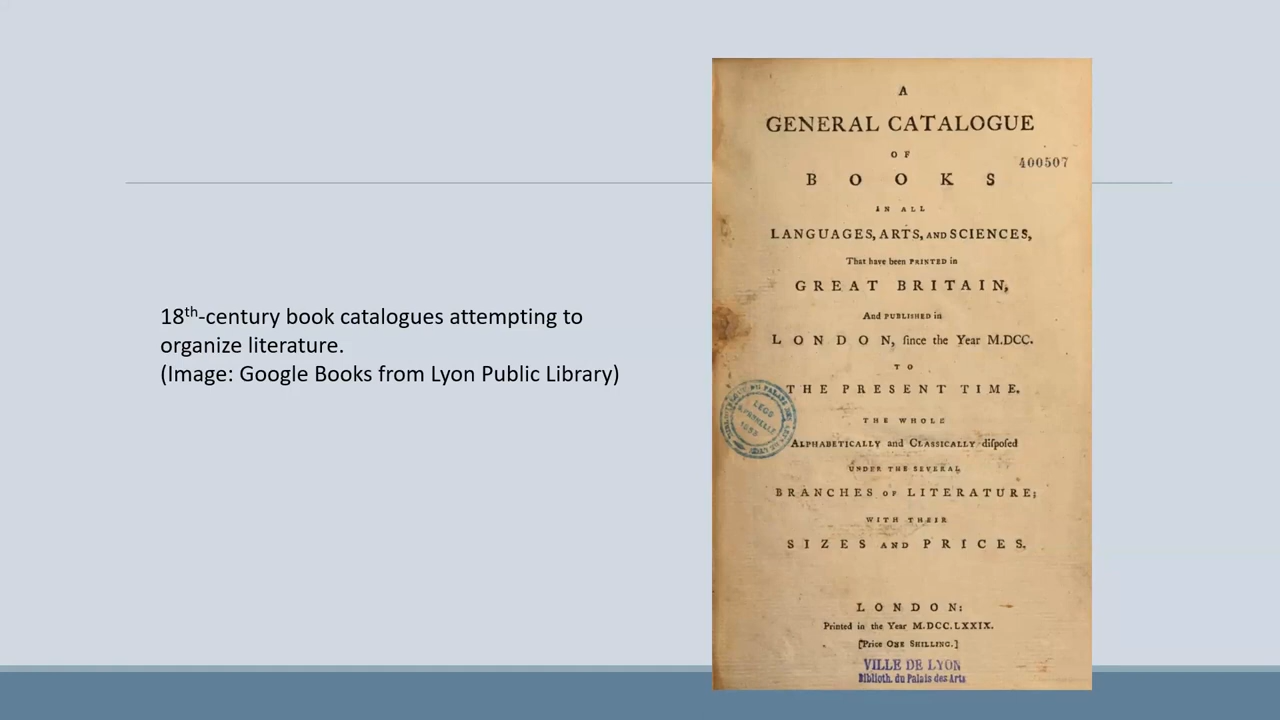 18th-century book catalogues attempting to
organize literature.
(Image: Google Books from Lyon Public Library)
A
GENERAL CATALOGUE
OF
400507
BOOKS
IN ALL
LANGUAGES, ARTS, AND SCIENCES,
That have been PRINTED in
GREAT BRITAIN,
And PUBLISHED in
LONDON, ſince the Year M.DCC.
TO
THE PRESENT TIME.
THE WHOLE
ALPHABETICALLY and CLASSICALLY diſpoſed
UNDER THE SEVERAL
BRANCHES OF LITERATURE;
WITH THEIR
SIZES AND PRICES.
LONDON:
Printed in the Year M.DCC.LXXIX.
[Price ONE SHILLING.]
VILLE DE LYON
Biblioth. du Palais des Arts